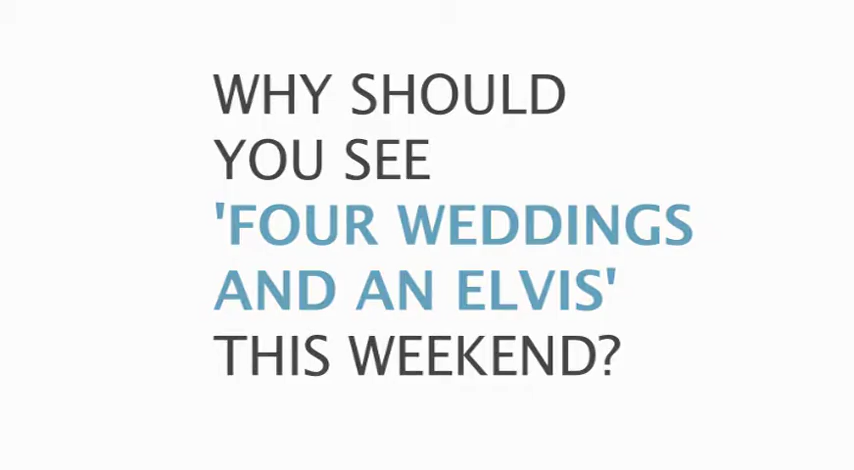 WHY SHOULD
YOU SEE
'FOUR WEDDINGS
AND AN ELVIS'
THIS WEEKEND?